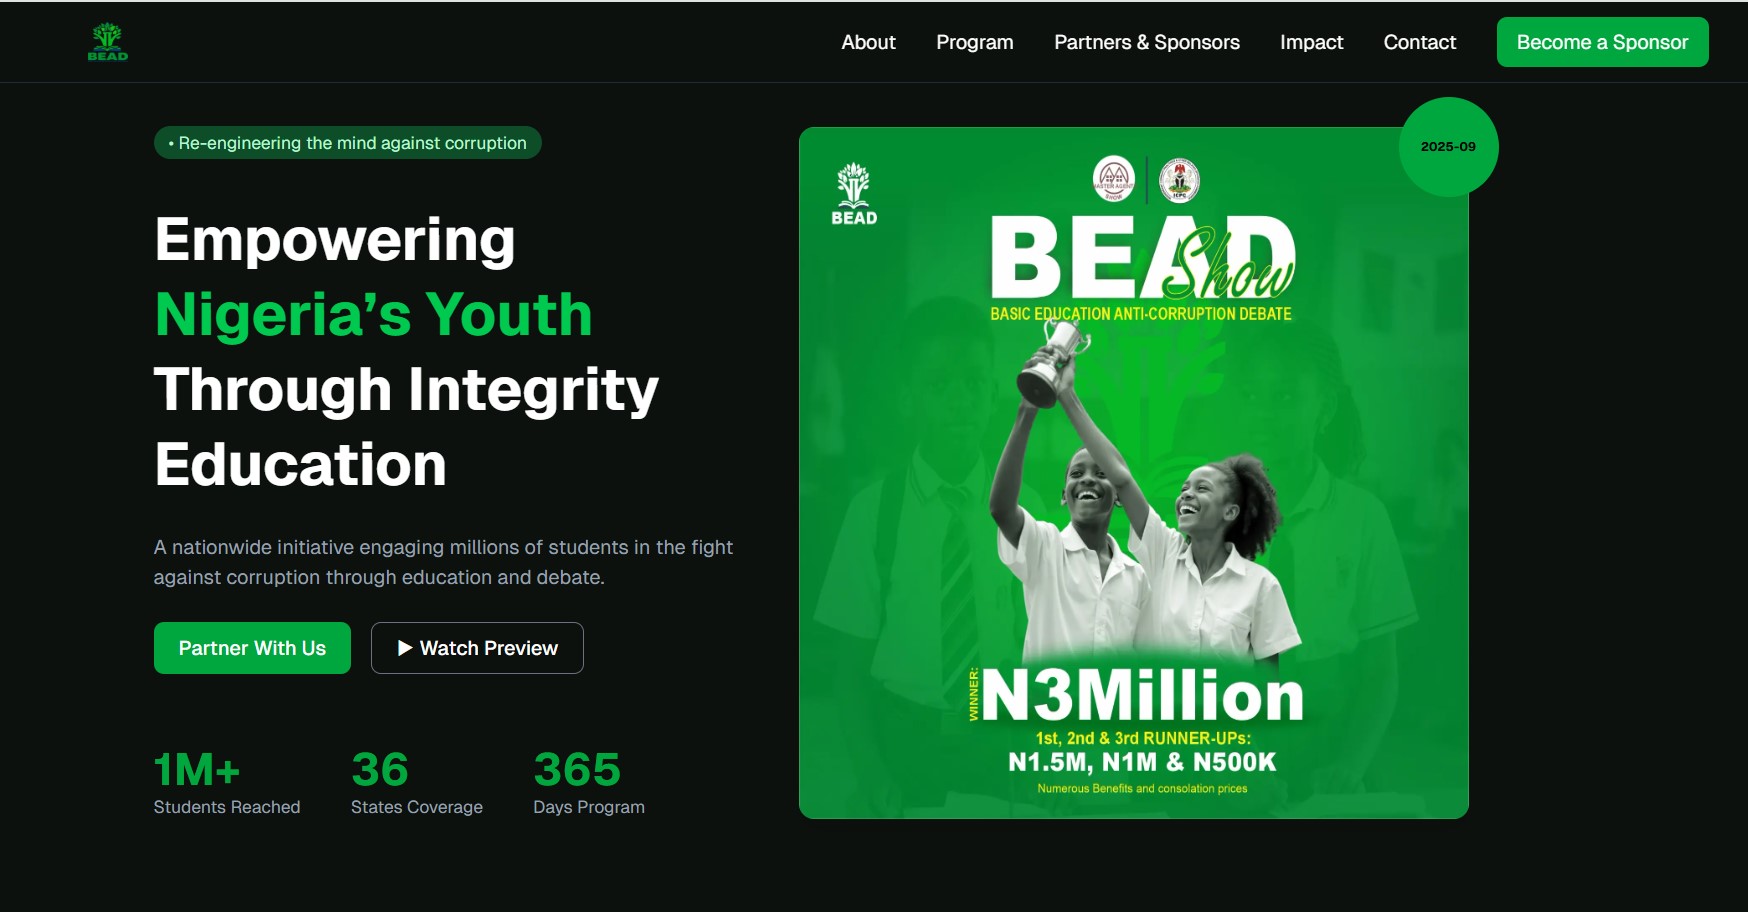 BEAD
About
Program
Partners & Sponsors
Impact
Contact
Become a Sponsor
• Re-engineering the mind against corruption
Empowering
Nigeria’s Youth
Through Integrity
Education
A nationwide initiative engaging millions of students in the fight
against corruption through education and debate.
Partner With Us
▶ Watch Preview
1M+
Students Reached
36
States Coverage
365
Days Program
2025-09
BEAD
MASTER AGENT
SHOW
ICPC
BEAD
Show
BASIC EDUCATION ANTI-CORRUPTION DEBATE
WINNER:
N3Million
1st, 2nd & 3rd RUNNER-UPs:
N1.5M, N1M & N500K
Numerous Benefits and consolation prices